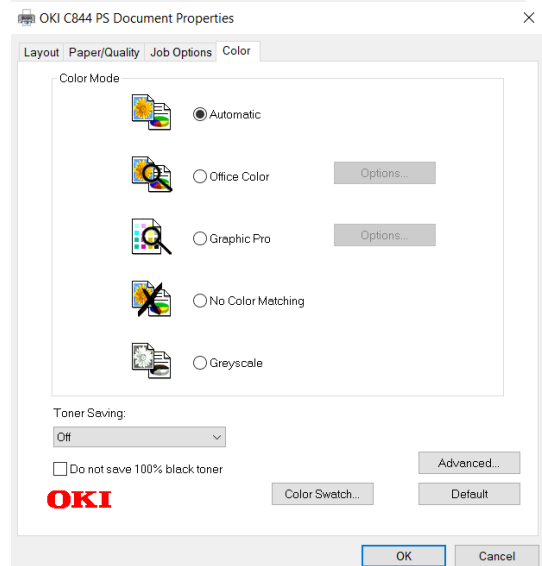 OKI C844 PS Document Properties
Layout Paper/Quality Job Options Color
Color Mode
Automatic
Office Color Options...
Graphic Pro Options...
No Color Matching
Greyscale
Toner Saving:
Off
Do not save 100% black toner
Advanced...
OKI Color Swatch... Default
OK Cancel